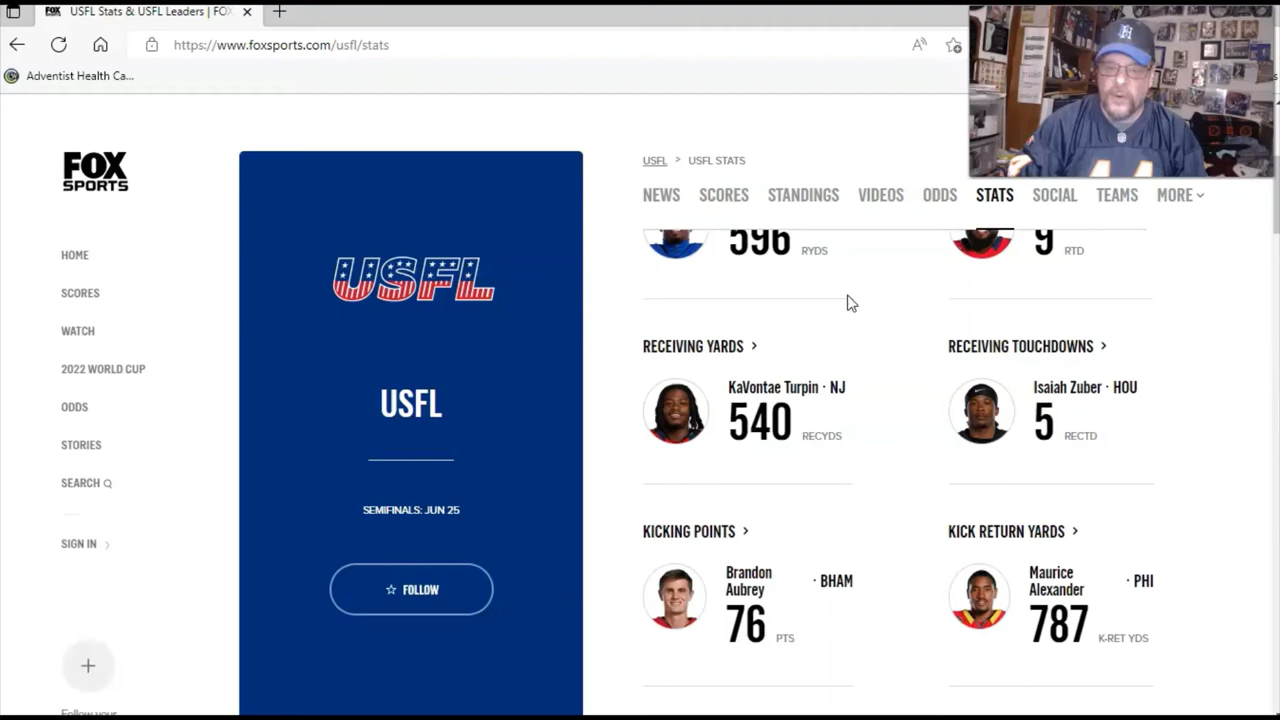 USFL Stats & USFL Leaders | FOX
https://www.foxsports.com/usfl/stats
Adventist Health Ca...
FOX
SPORTS
HOME
SCORES
WATCH
2022 WORLD CUP
ODDS
STORIES
SEARCH
SIGN IN
Follow your
USFL
USFL
SEMIFINALS: JUN 25
☆ FOLLOW
USFL > USFL STATS
NEWS SCORES STANDINGS VIDEOS ODDS STATS SOCIAL TEAMS MORE
596 RYDS
9 RTD
RECEIVING YARDS >
KaVontae Turpin · NJ
540 RECYDS
RECEIVING TOUCHDOWNS >
Isaiah Zuber · HOU
5 RECTD
KICKING POINTS >
Brandon
Aubrey · BHAM
76 PTS
KICK RETURN YARDS >
Maurice
Alexander · PHI
787 K-RET YDS